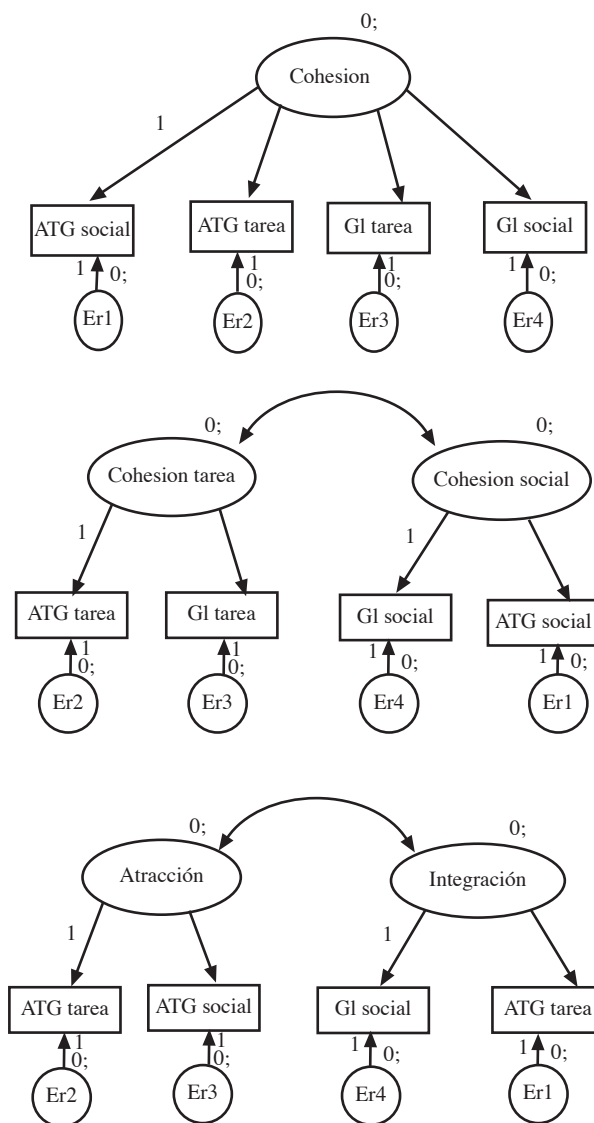 0;
Cohesion
1
ATG social ATG tarea Gl tarea Gl social
1 0; 1 0; 1 0; 1 0;
Er1 Er2 Er3 Er4
0; 0;
Cohesion tarea Cohesion social
1 1
ATG tarea Gl tarea Gl social ATG social
1 0; 1 0; 1 0; 1 0;
Er2 Er3 Er4 Er1
0; 0;
Atracción Integración
1 1
ATG tarea ATG social Gl social ATG tarea
1 0; 1 0; 1 0; 1 0;
Er2 Er3 Er4 Er1